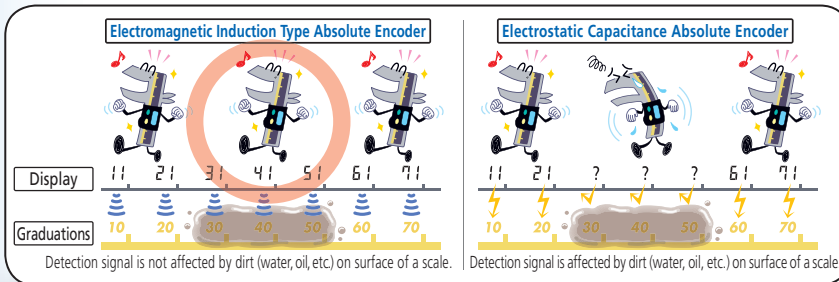 Electromagnetic Induction Type Absolute Encoder
Electrostatic Capacitance Absolute Encoder
Display
11 21 31 41 51 61 71
11 21 ? ? ? 61 71
Graduations
10 20 30 40 50 60 70
10 20 30 40 50 60 70
Detection signal is not affected by dirt (water, oil, etc.) on surface of a scale.
Detection signal is affected by dirt (water, oil, etc.) on surface of a scale